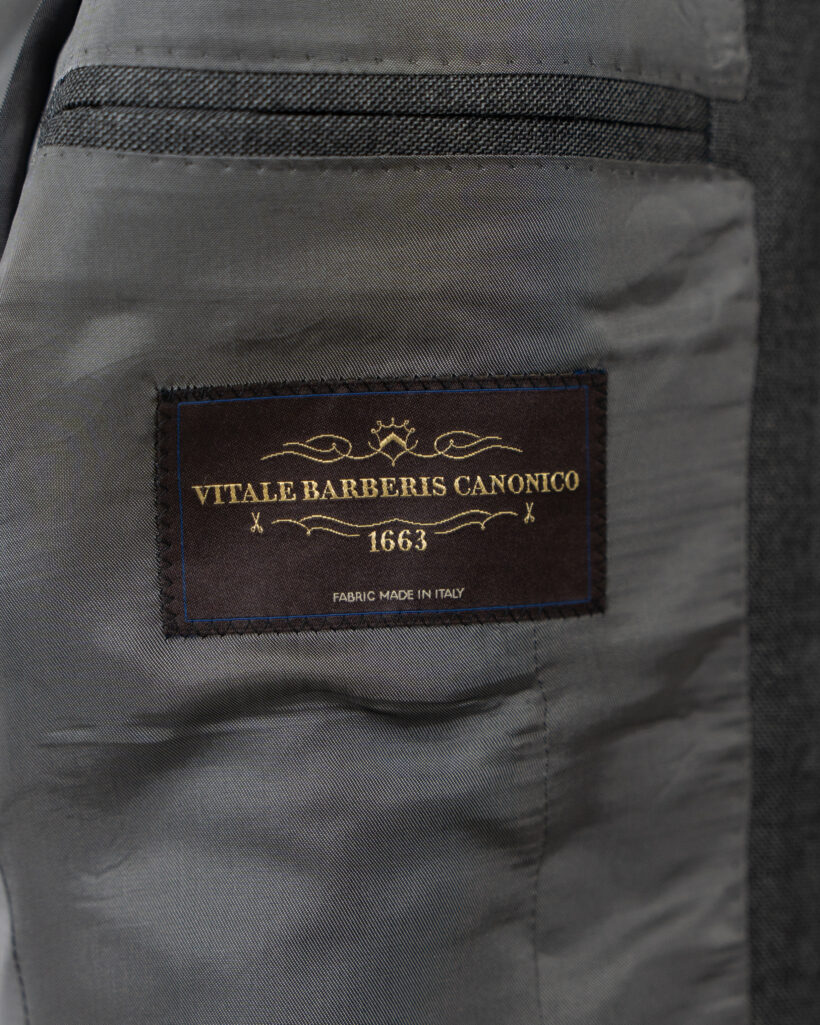 VITALE BARBERIS CANONICO
1663
FABRIC MADE IN ITALY